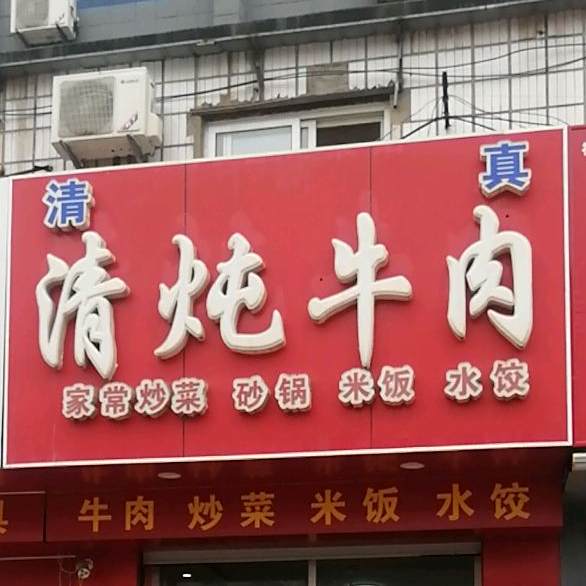 清 真
清炖牛肉
家常炒菜 砂锅 米饭 水饺
牛肉 炒菜 米饭 水饺